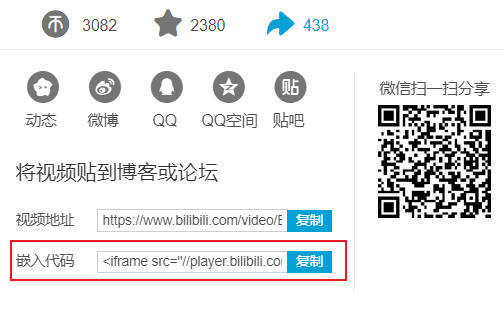 3082 2380 438
动态 微博 QQ QQ空间 贴吧
微信扫一扫分享
将视频贴到博客或论坛
视频地址 https://www.bilibili.com/video/ 复制
嵌入代码 <iframe src="//player.bilibili.co 复制